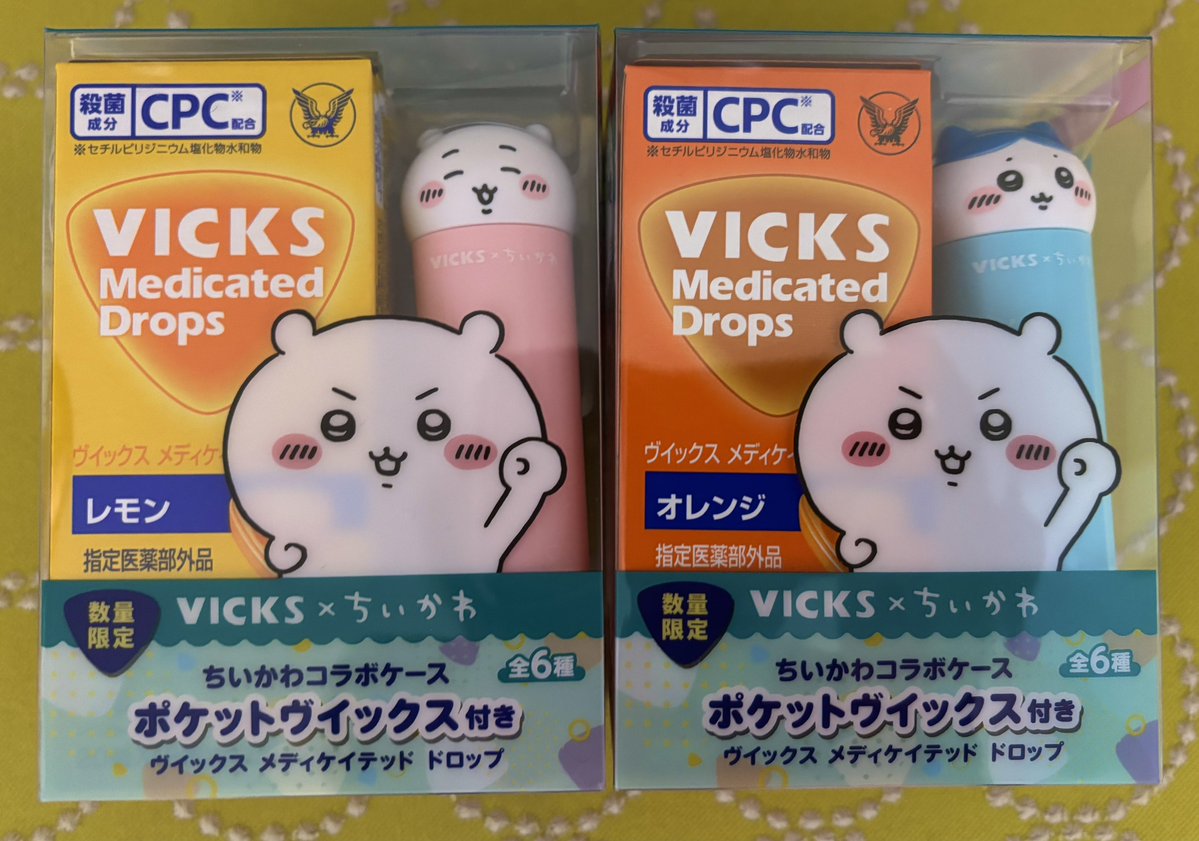 殺菌
成分
CPC※
配合
※セチルピリジニウム塩化物水和物
VICKS
Medicated
Drops
VICKS×ちいかわ
ヴイックス メディケイ
レモン
指定医薬部外品
数量
限定
VICKS×ちいかわ
ちいかわコラボケース
全6種
ポケットヴイックス付き
ヴイックス メディケイテッド ドロップ
殺菌
成分
CPC※
配合
※セチルピリジニウム塩化物水和物
VICKS
Medicated
Drops
VICKS×ちいかわ
ヴイックス メディケイ
オレンジ
指定医薬部外品
数量
限定
VICKS×ちいかわ
ちいかわコラボケース
全6種
ポケットヴイックス付き
ヴイックス メディケイテッド ドロップ